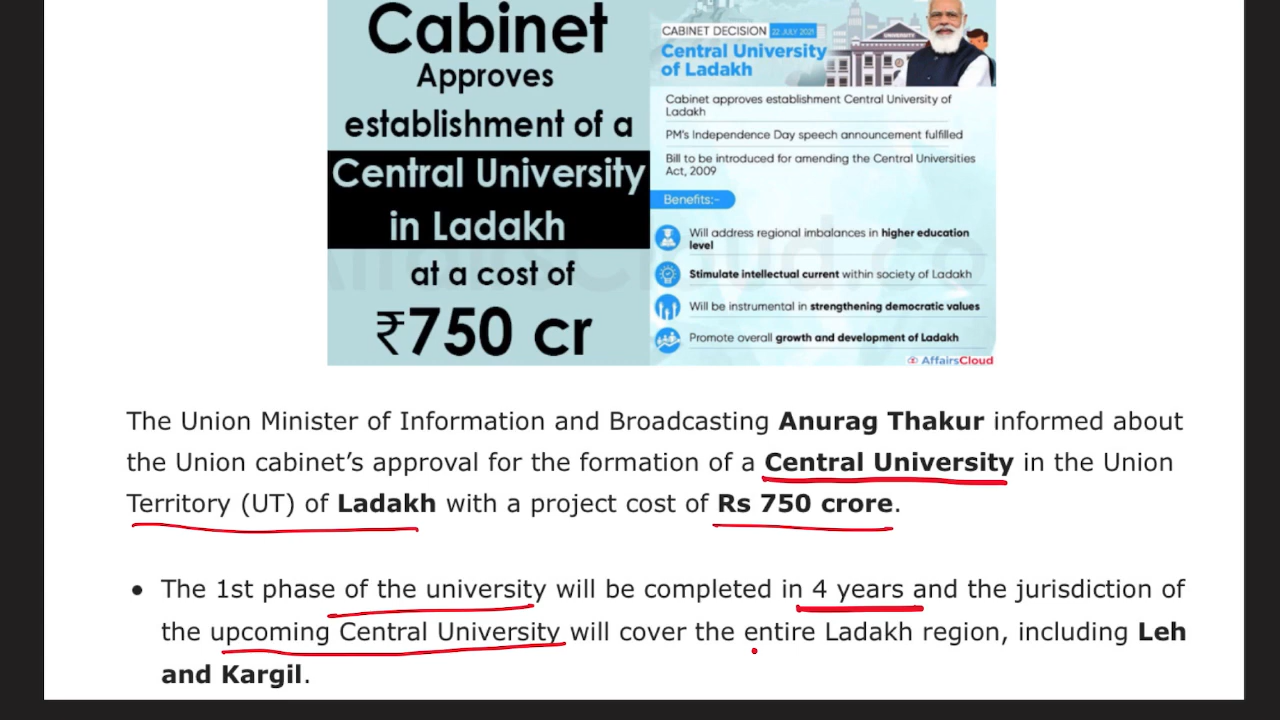 Cabinet
Approves
establishment of a
Central University
in Ladakh
at a cost of
₹750 cr
CABINET DECISION 22 JULY 2021
Central University
of Ladakh
UNIVERSITY
Cabinet approves establishment Central University of
Ladakh
PM's Independence Day speech announcement fulfilled
Bill to be introduced for amending the Central Universities
Act, 2009
Benefits:-
Will address regional imbalances in higher education
level
Stimulate intellectual current within society of Ladakh
Will be instrumental in strengthening democratic values
Promote overall growth and development of Ladakh
AffairsCloud
The Union Minister of Information and Broadcasting Anurag Thakur informed about
the Union cabinet’s approval for the formation of a Central University in the Union
Territory (UT) of Ladakh with a project cost of Rs 750 crore.
• The 1st phase of the university will be completed in 4 years and the jurisdiction of
the upcoming Central University will cover the entire Ladakh region, including Leh
and Kargil.